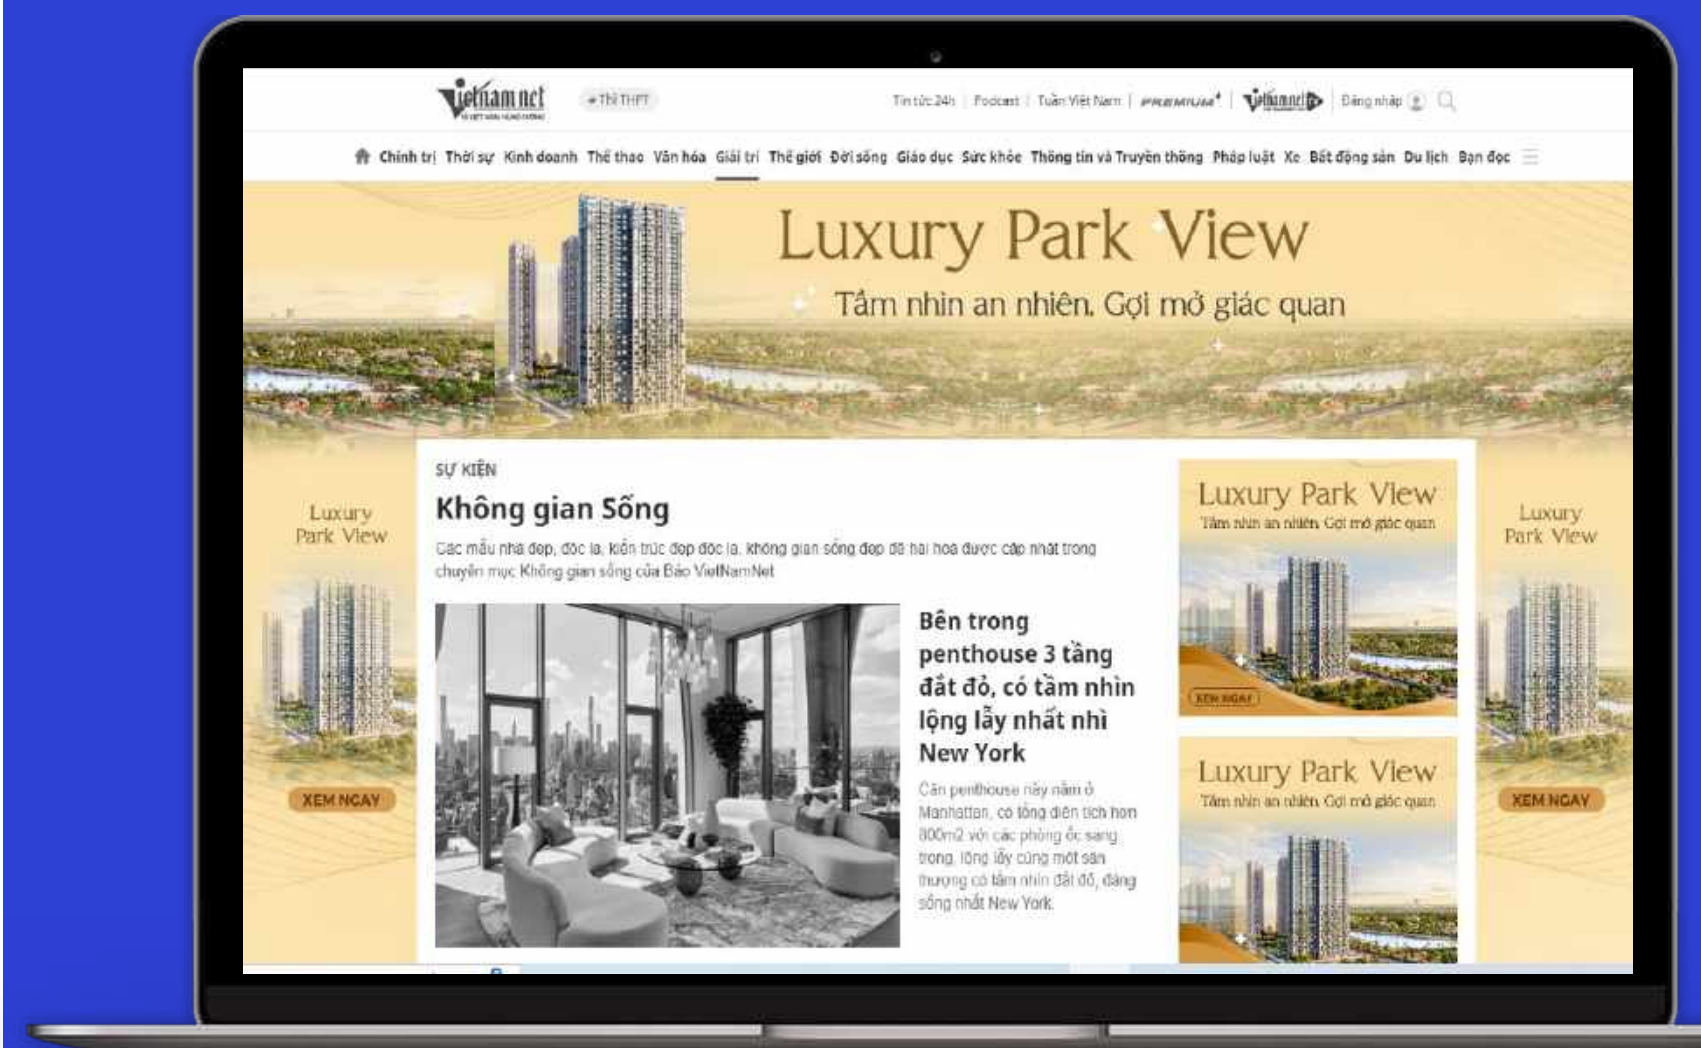 vietnamnet
Thi THPT
Tin tức 24h | Podcast | Tuần Việt Nam | PREMIUM | vietnamnet | Đăng nhập
Chính trị Thời sự Kinh doanh Thể thao Văn hóa Giải trí Thế giới Đời sống Giáo dục Sức khỏe Thông tin và Truyền thông Pháp luật Xe Bất động sản Du lịch Bạn đọc
Luxury Park View
Tầm nhìn an nhiên. Gợi mở giác quan
SỰ KIỆN
Không gian Sống
Các mẫu nhà đẹp, độc lạ, kiến trúc đẹp độc lạ, không gian sống đẹp đã hài hoà được cập nhật trong
chuyên mục Không gian sống của Báo VietNamNet
Bên trong
penthouse 3 tầng
đắt đỏ, có tầm nhìn
lộng lẫy nhất nhì
New York
Căn penthouse này nằm ở
Manhattan, có tổng diện tích hơn
800m2 với các phòng ốc sang
trọng, lộng lẫy cùng một sân
thượng có tầm nhìn đắt đỏ, đáng
sống nhất New York.
Luxury
Park View
XEM NGAY
Luxury Park View
Tầm nhìn an nhiên. Gợi mở giác quan
XEM NGAY
Luxury Park View
Tầm nhìn an nhiên. Gợi mở giác quan
Luxury
Park View
XEM NGAY